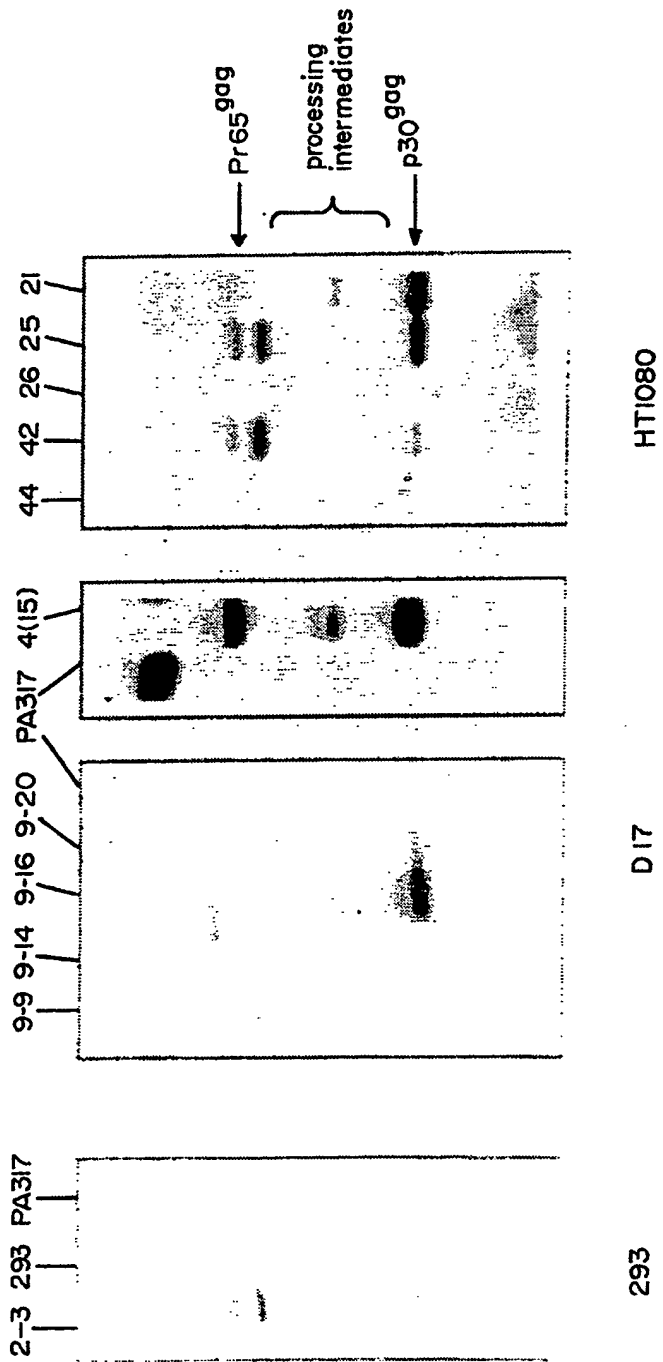 2-3 293 PA317
9-9 9-14 9-16 9-20 PA317 4(15)
44 42 26 25 21
Pr65gag
processing
intermediates
p30gag
293
D17
HT1080